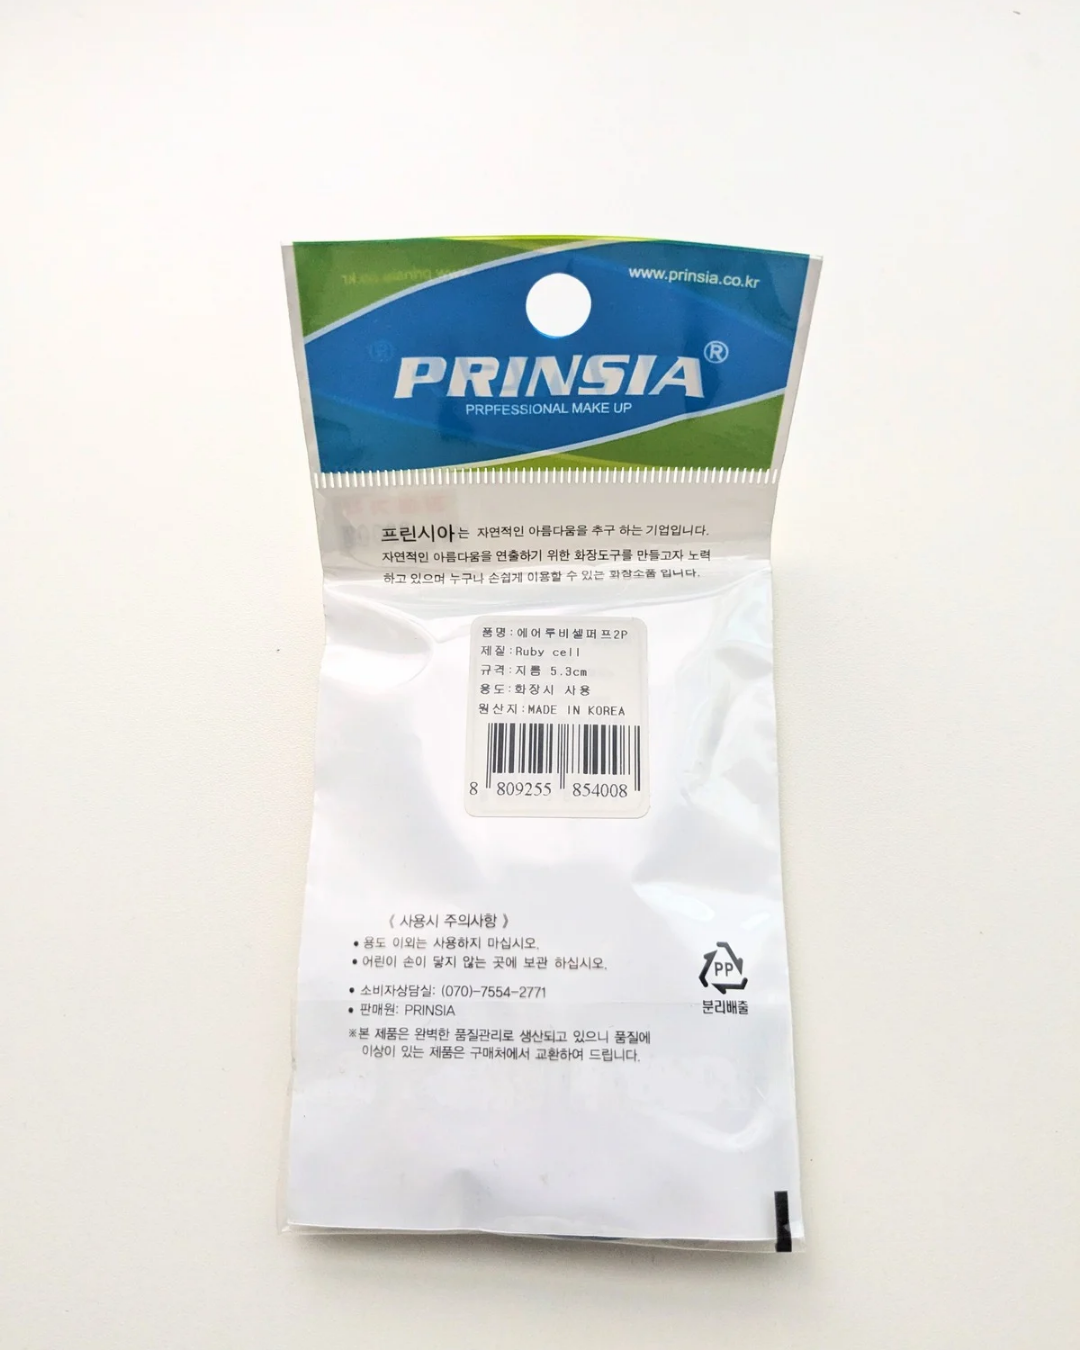 www.prinsia.co.kr
PRINSIA®
PRPFESSIONAL MAKE UP
프린시아는 자연적인 아름다움을 추구 하는 기업입니다.
자연적인 아름다움을 연출하기 위한 화장도구를 만들고자 노력
하고 있으며 누구나 손쉽게 이용할 수 있는 화장소품 입니다.
품명:에어루비셀퍼프2P
제질:Ruby cell
규격:지름 5.3cm
용도:화장시 사용
원산지:MADE IN KOREA
8 809255 854008
《 사용시 주의사항 》
• 용도 이외는 사용하지 마십시오.
• 어린이 손이 닿지 않는 곳에 보관 하십시오.
• 소비자상담실: (070)-7554-2771
• 판매원: PRINSIA
※본 제품은 완벽한 품질관리로 생산되고 있으니 품질에
이상이 있는 제품은 구매처에서 교환하여 드립니다.
PP
분리배출